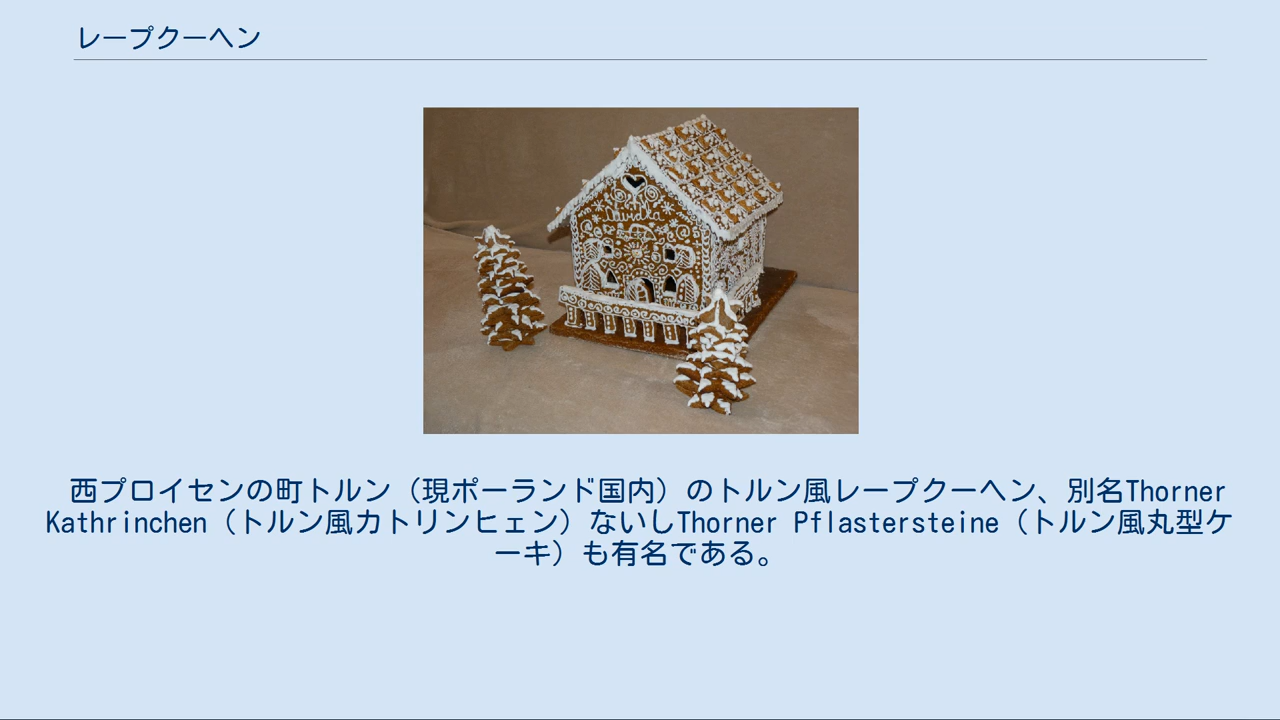 レープクーヘン
西プロイセンの町トルン（現ポーランド国内）のトルン風レープクーヘン、別名Thorner
Kathrinchen（トルン風カトリンヒェン）ないしThorner Pflastersteine（トルン風丸型ケ
ーキ）も有名である。